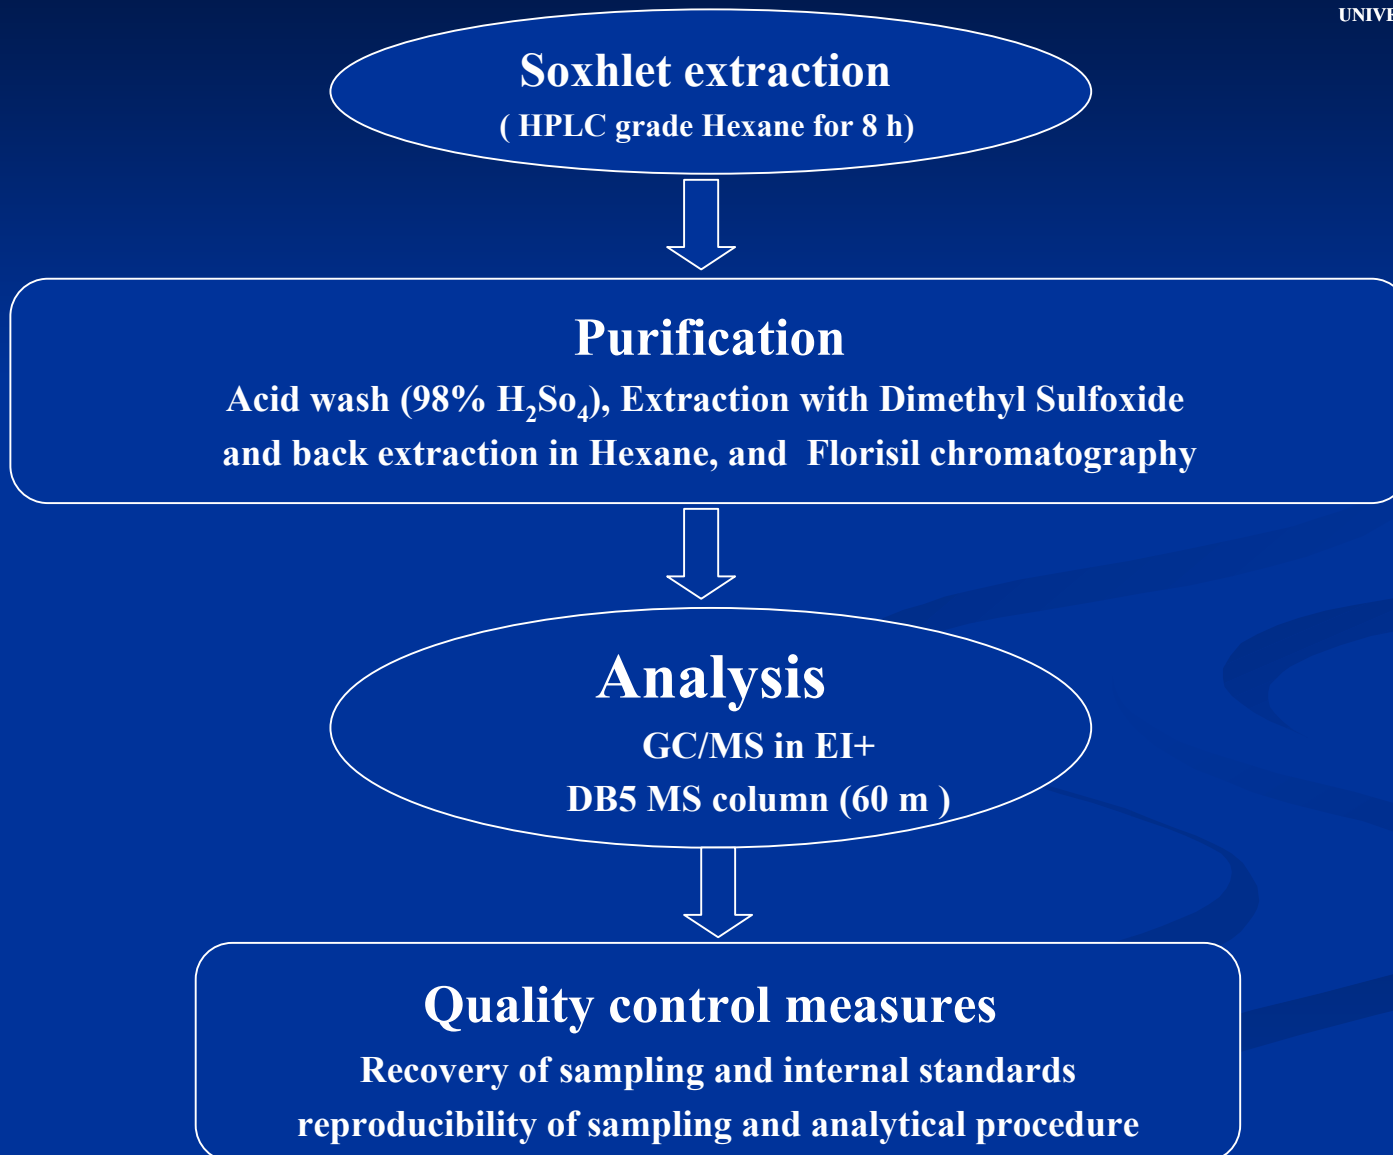 UNIVE
Soxhlet extraction
( HPLC grade Hexane for 8 h)
Purification
Acid wash (98% H₂So₄), Extraction with Dimethyl Sulfoxide
and back extraction in Hexane, and Florisil chromatography
Analysis
GC/MS in EI+
DB5 MS column (60 m )
Quality control measures
Recovery of sampling and internal standards
reproducibility of sampling and analytical procedure